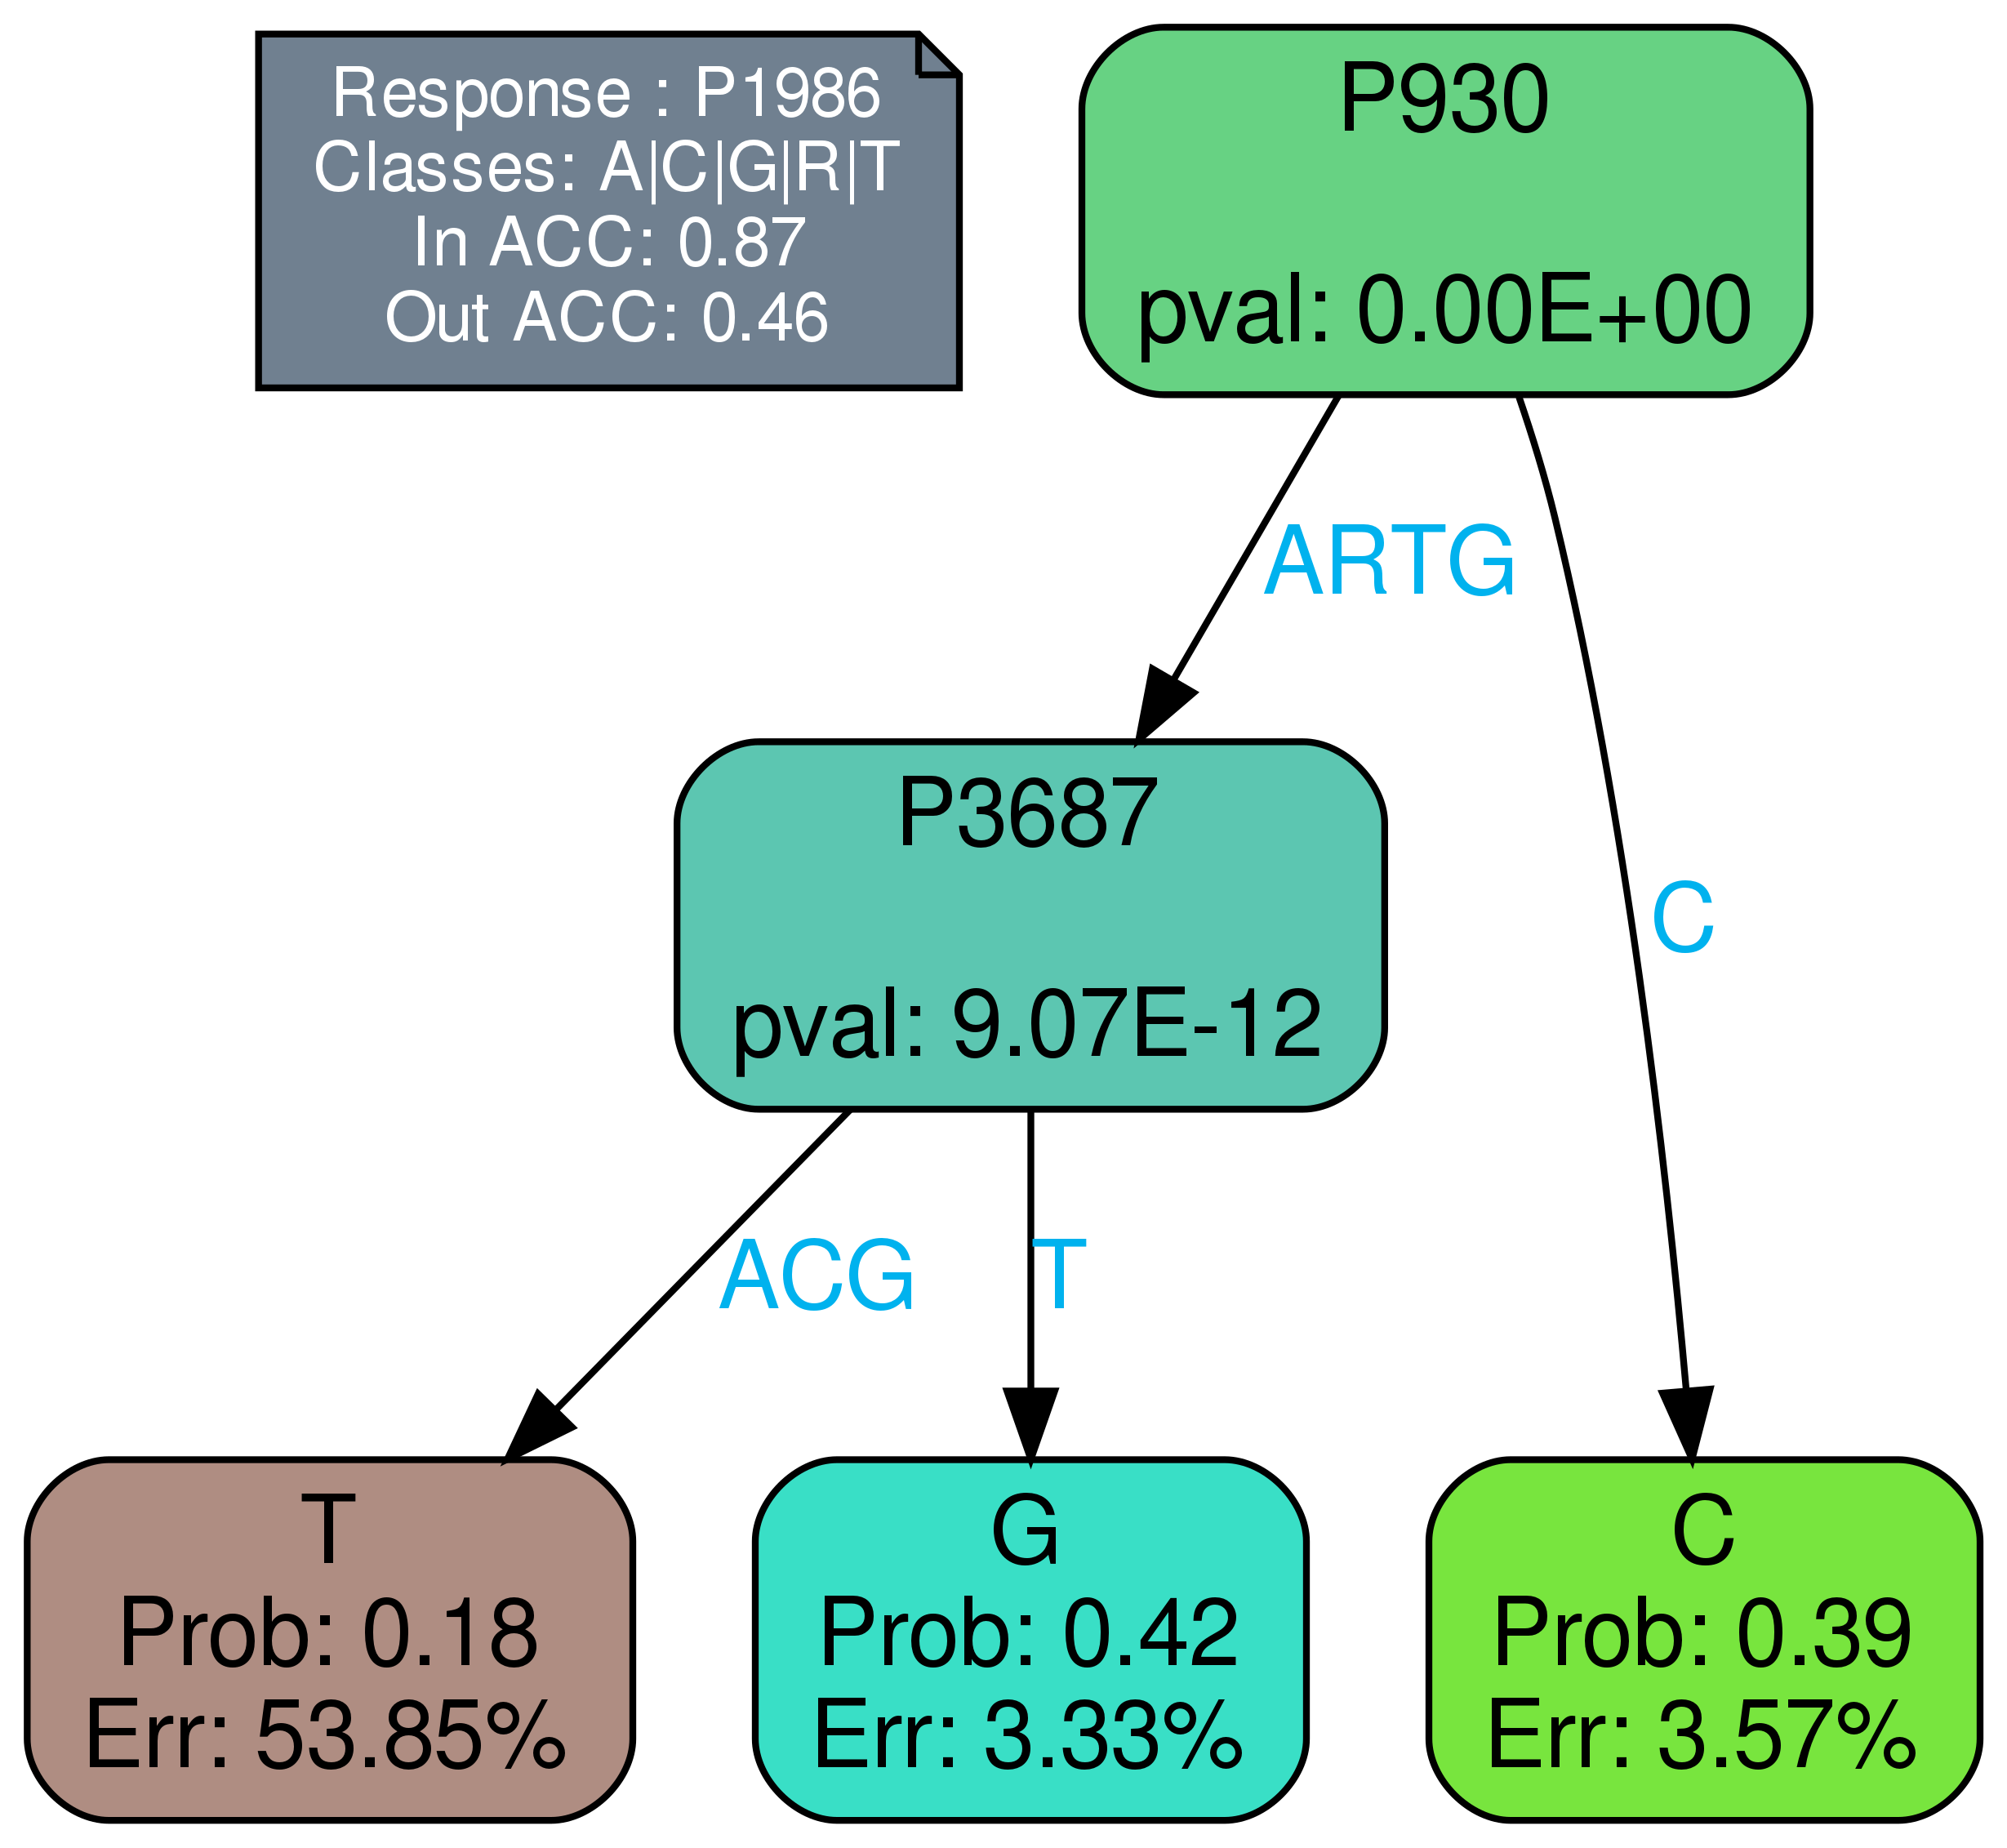 Response : P1986
Classes: A|C|G|R|T
In ACC: 0.87
Out ACC: 0.46
P930
pval: 0.00E+00
ARTG
C
P3687
pval: 9.07E-12
ACG
T
T
Prob: 0.18
Err: 53.85%
G
Prob: 0.42
Err: 3.33%
C
Prob: 0.39
Err: 3.57%